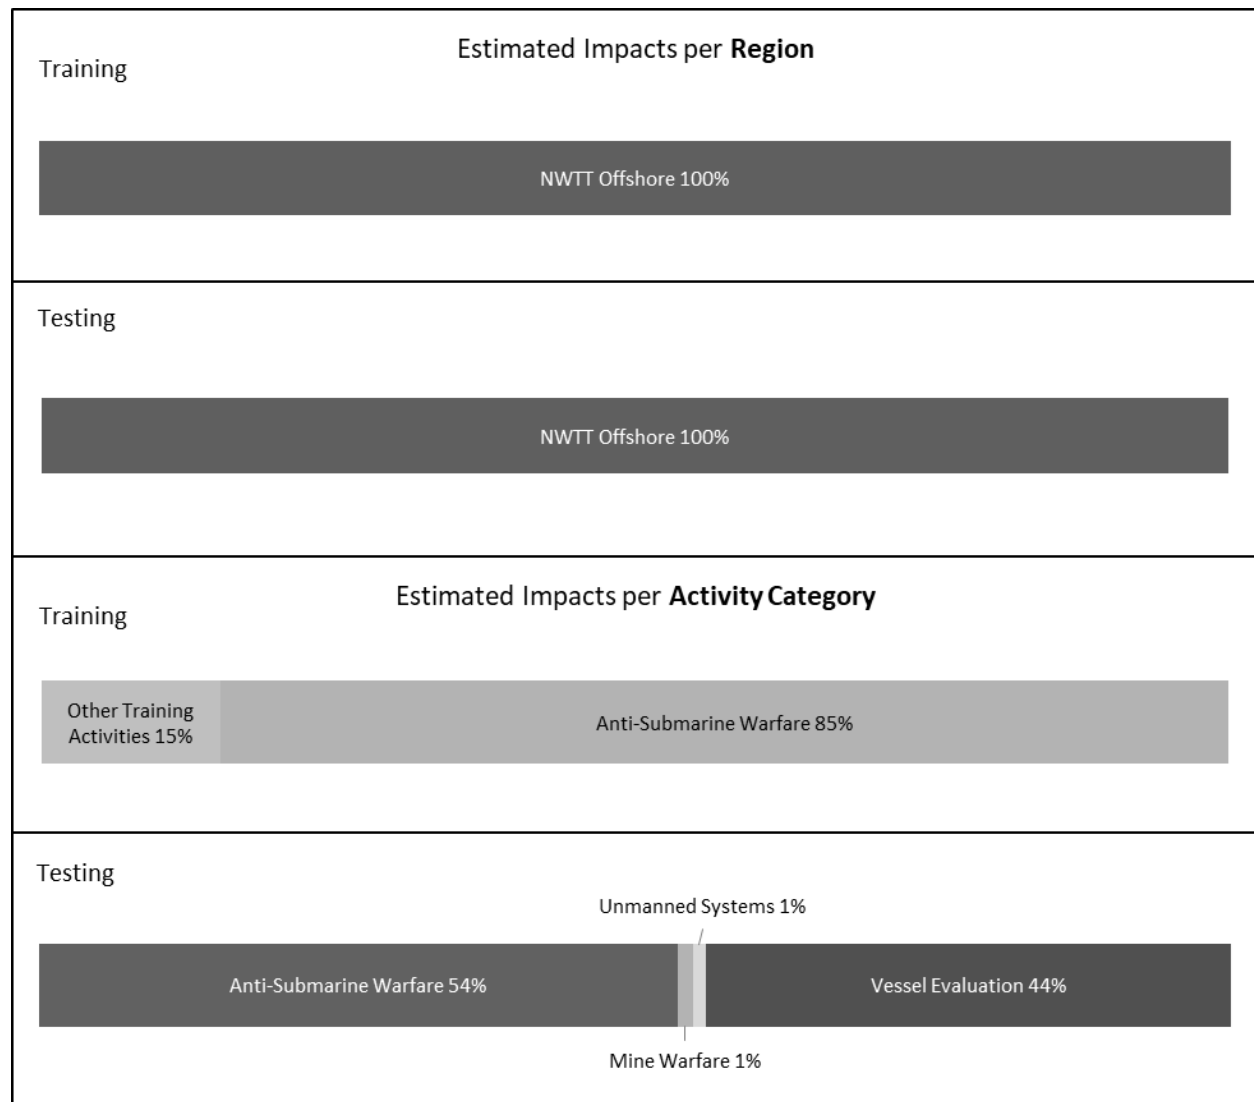 Estimated Impacts per Region
Training
NWTT Offshore 100%
Testing
NWTT Offshore 100%
Estimated Impacts per Activity Category
Training
Other Training
Activities 15%
Anti-Submarine Warfare 85%
Testing
Unmanned Systems 1%
Anti-Submarine Warfare 54%
Vessel Evaluation 44%
Mine Warfare 1%